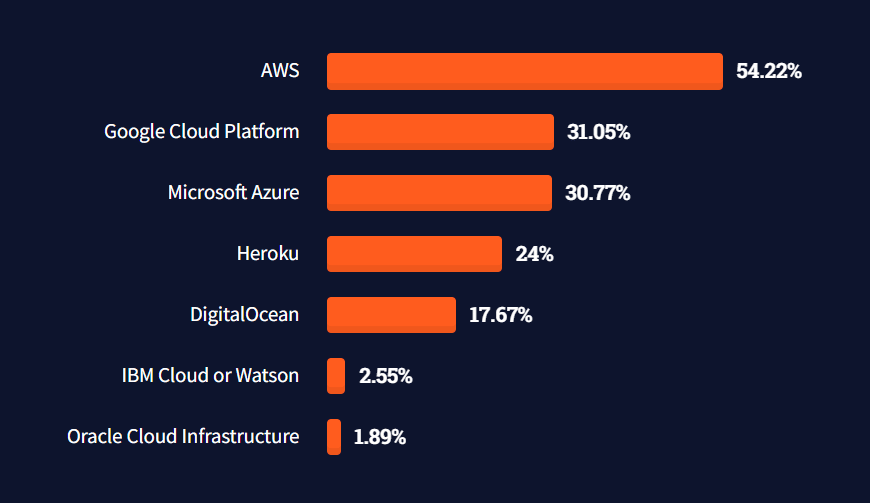 AWS 54.22%
Google Cloud Platform 31.05%
Microsoft Azure 30.77%
Heroku 24%
DigitalOcean 17.67%
IBM Cloud or Watson 2.55%
Oracle Cloud Infrastructure 1.89%